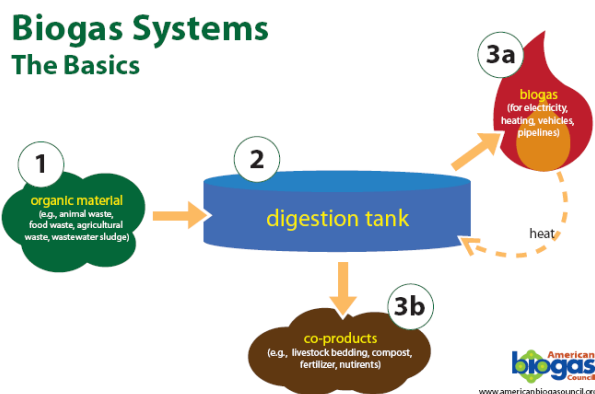 Biogas Systems
The Basics
1
organic material
(e.g., animal waste,
food waste, agricultural
waste, wastewater sludge)
2
digestion tank
3a
biogas
(for electricity,
heating, vehicles,
pipelines)
heat
3b
co-products
(e.g., livestock bedding, compost,
fertilizer, nutirents)
American
biogas
Council
www.americanbiogasouncil.org